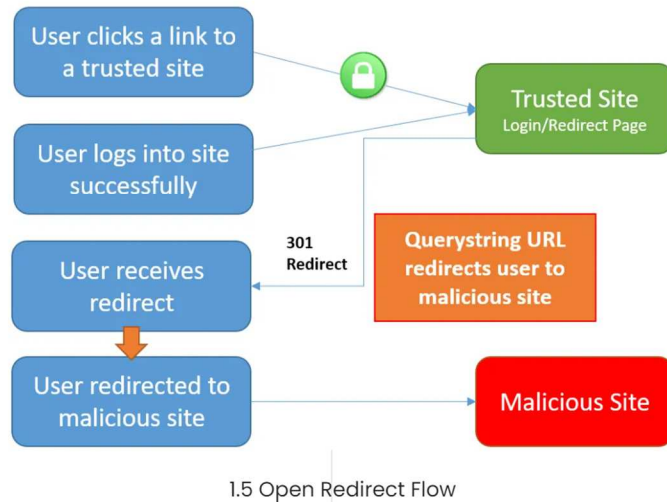 User clicks a link to
a trusted site
Trusted Site
Login/Redirect Page
User logs into site
successfully
301
Redirect
Querystring URL
redirects user to
malicious site
User receives
redirect
User redirected to
malicious site
Malicious Site
1.5 Open Redirect Flow